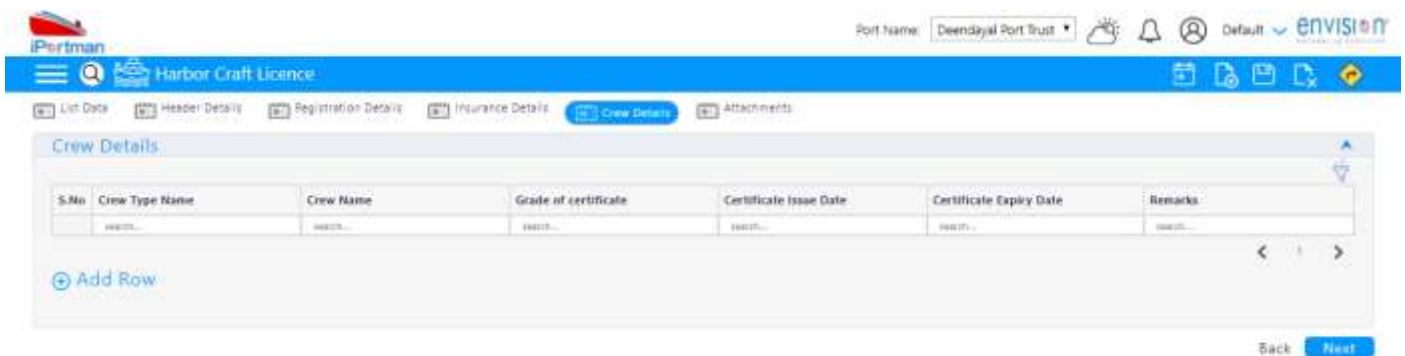 iPortman
Port Name: Deendayal Port Trust Default envision
Harbor Craft Licence
List Data Header Details Registration Details Insurance Details Crew Details Attachments
Crew Details
S.No Crew Type Name Crew Name Grade of certificate Certificate Issue Date Certificate Expiry Date Remarks
search... search... search... search... search... search...
1
Add Row
Back Next